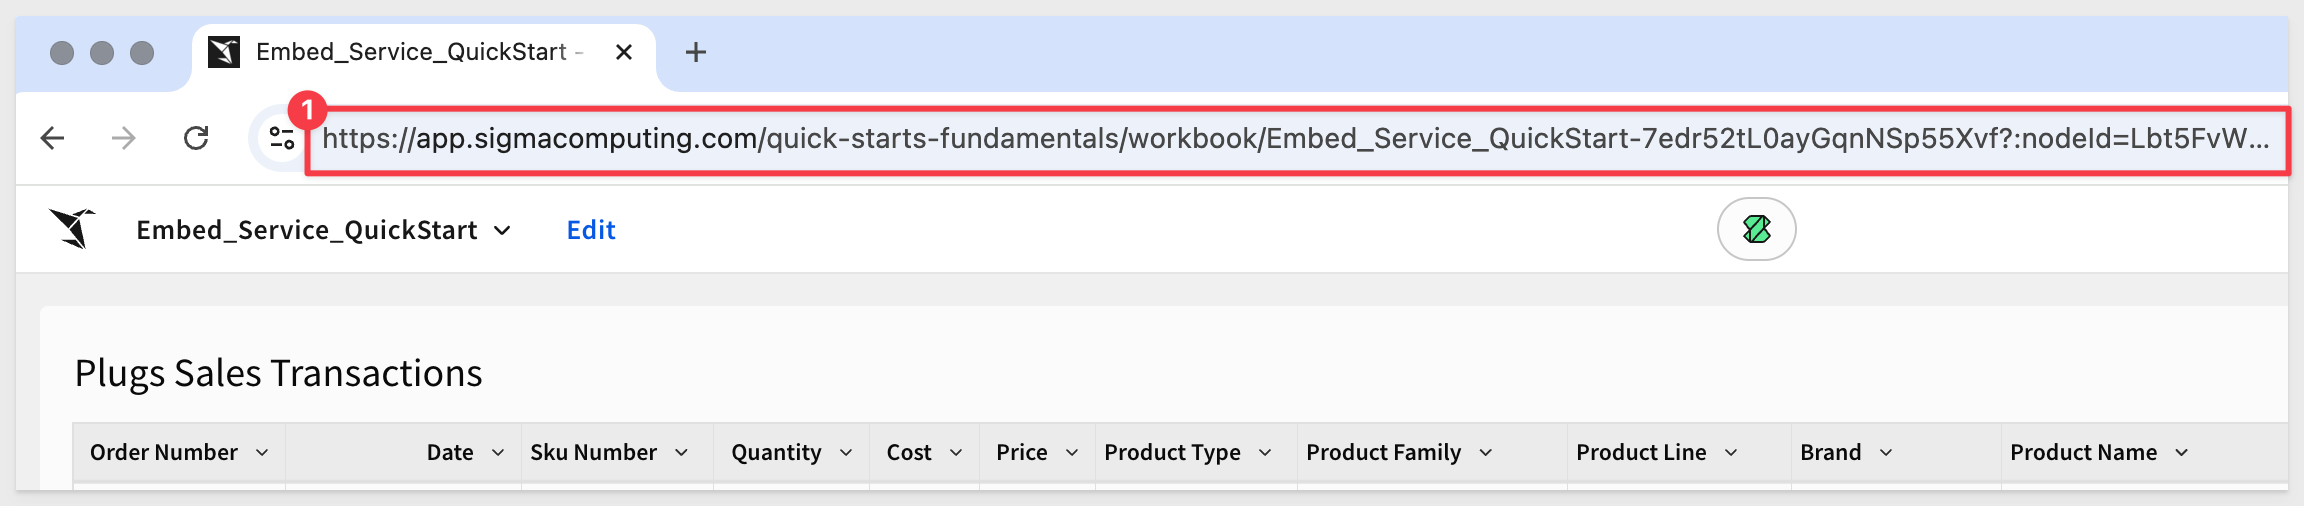 Embed_Service_QuickStart -
1
https://app.sigmacomputing.com/quick-starts-fundamentals/workbook/Embed_Service_QuickStart-7edr52tL0ayGqnNSp55Xvf?:nodeId=Lbt5FvW...
Embed_Service_QuickStart Edit
Plugs Sales Transactions
Order Number Date Sku Number Quantity Cost Price Product Type Product Family Product Line Brand Product Name